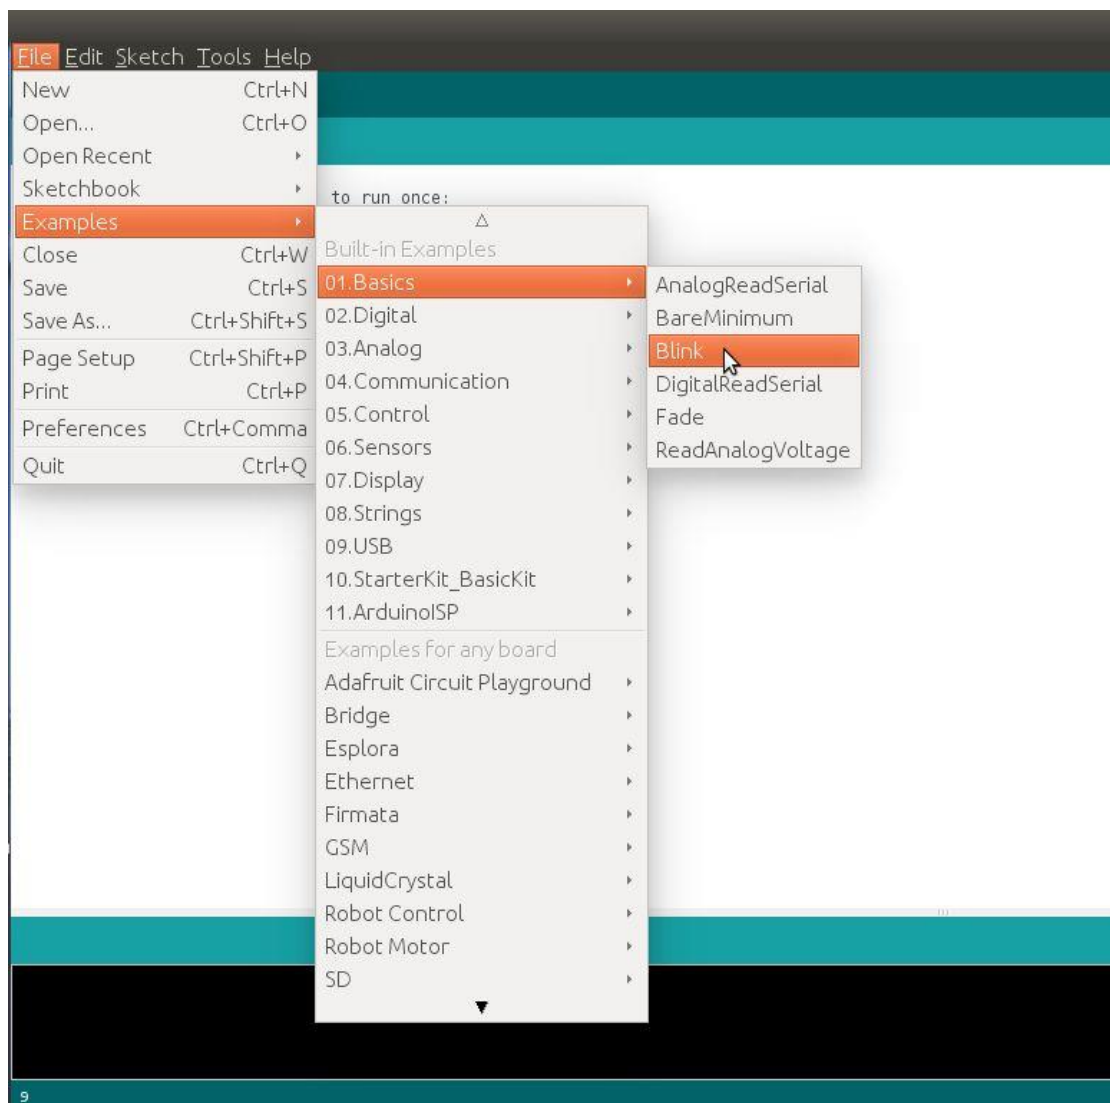 File Edit Sketch Tools Help
New Ctrl+N
Open... Ctrl+O
Open Recent
Sketchbook
Examples
Close Ctrl+W
Save Ctrl+S
Save As... Ctrl+Shift+S
Page Setup Ctrl+Shift+P
Print Ctrl+P
Preferences Ctrl+Comma
Quit Ctrl+Q
to run once:
Built-in Examples
01.Basics
02.Digital
03.Analog
04.Communication
05.Control
06.Sensors
07.Display
08.Strings
09.USB
10.StarterKit_BasicKit
11.ArduinoISP
Examples for any board
Adafruit Circuit Playground
Bridge
Esplora
Ethernet
Firmata
GSM
LiquidCrystal
Robot Control
Robot Motor
SD
AnalogReadSerial
BareMinimum
Blink
DigitalReadSerial
Fade
ReadAnalogVoltage
9